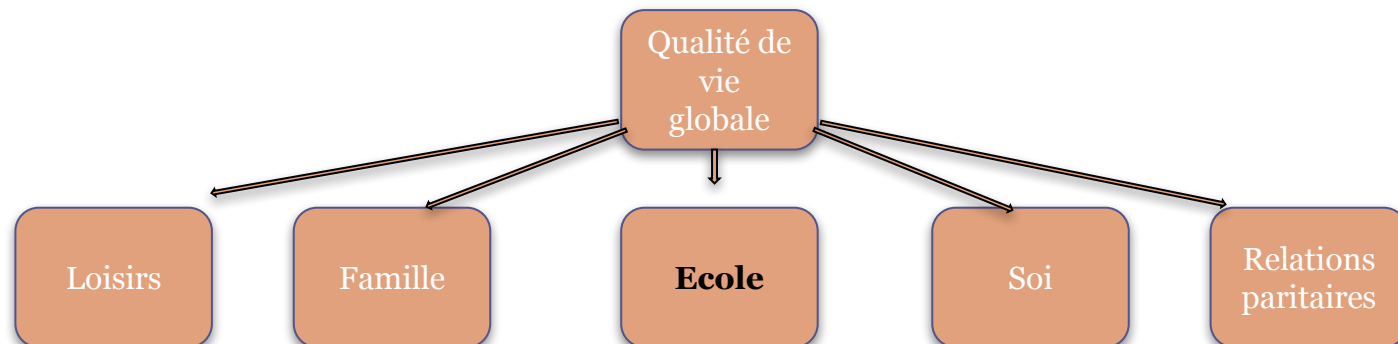 Qualité de
vie
globale
Loisirs
Famille
Ecole
Soi
Relations
paritaires